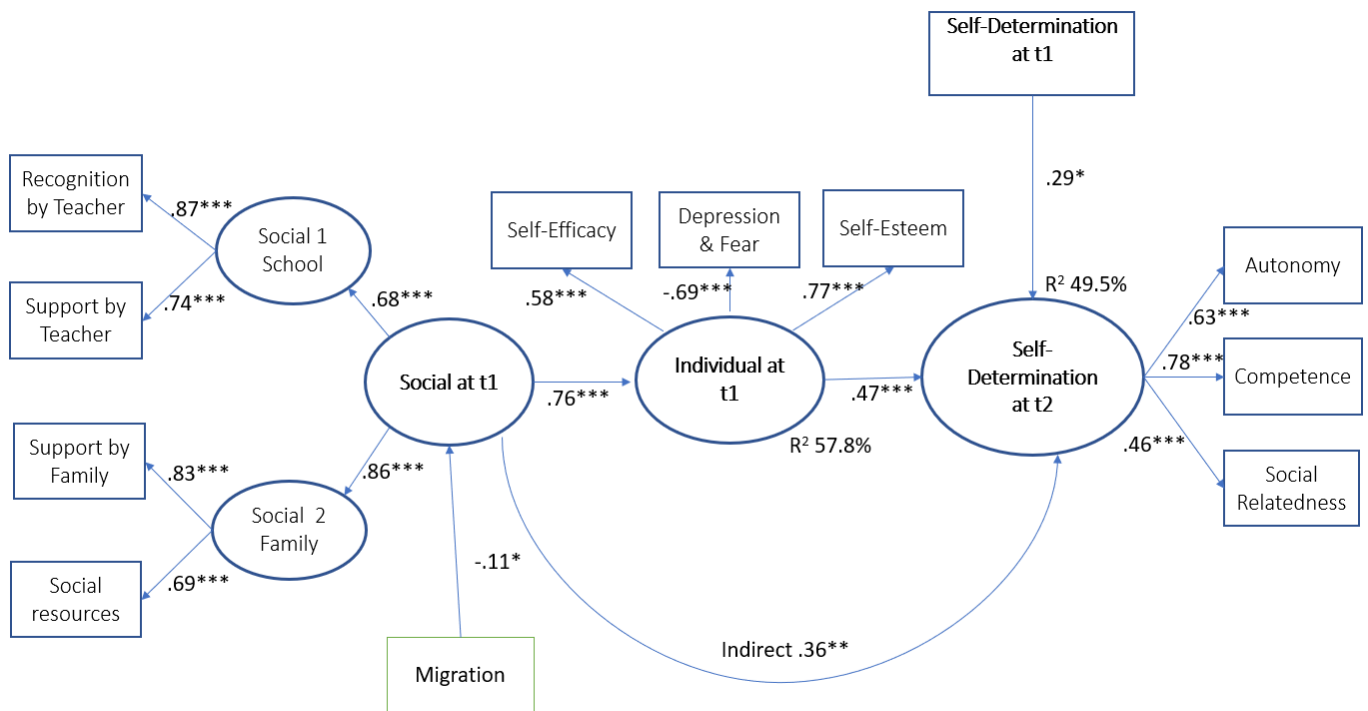 Self-Determination
at t1
.29*
Recognition
by Teacher
.87***
Social 1
School
Support by
Teacher
.74***
.68***
Self-Efficacy
Depression
& Fear
Self-Esteem
.58***
-.69***
.77***
R² 49.5%
Autonomy
.63***
Social at t1
.76***
Individual at
t1
.47***
R² 57.8%
Self-
Determination
at t2
.78***
Competence
.46***
Social
Relatedness
Support by
Family
.83***
.86***
Social 2
Family
Social
resources
.69***
-.11*
Migration
Indirect .36**